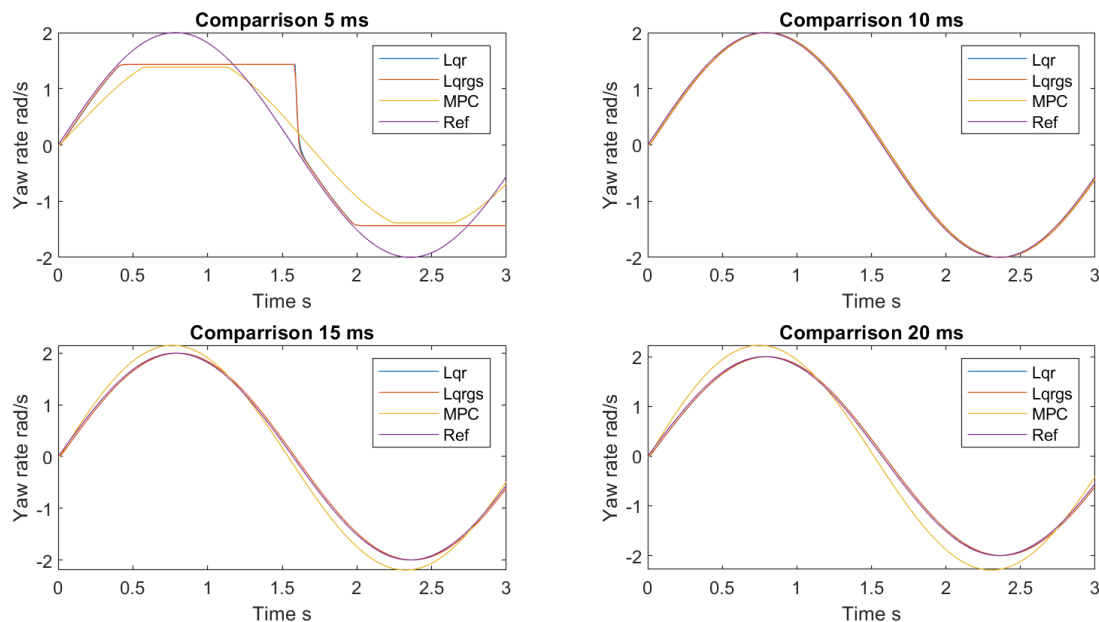 Comparrison 5 ms
2
1
0
-1
-2
Yaw rate rad/s
Lqr
Lqrgs
MPC
Ref
0 0.5 1 1.5 2 2.5 3
Time s
Comparrison 10 ms
2
1
0
-1
-2
Yaw rate rad/s
Lqr
Lqrgs
MPC
Ref
0 0.5 1 1.5 2 2.5 3
Time s
Comparrison 15 ms
2
1
0
-1
-2
Yaw rate rad/s
Lqr
Lqrgs
MPC
Ref
0 0.5 1 1.5 2 2.5 3
Time s
Comparrison 20 ms
2
1
0
-1
-2
Yaw rate rad/s
Lqr
Lqrgs
MPC
Ref
0 0.5 1 1.5 2 2.5 3
Time s